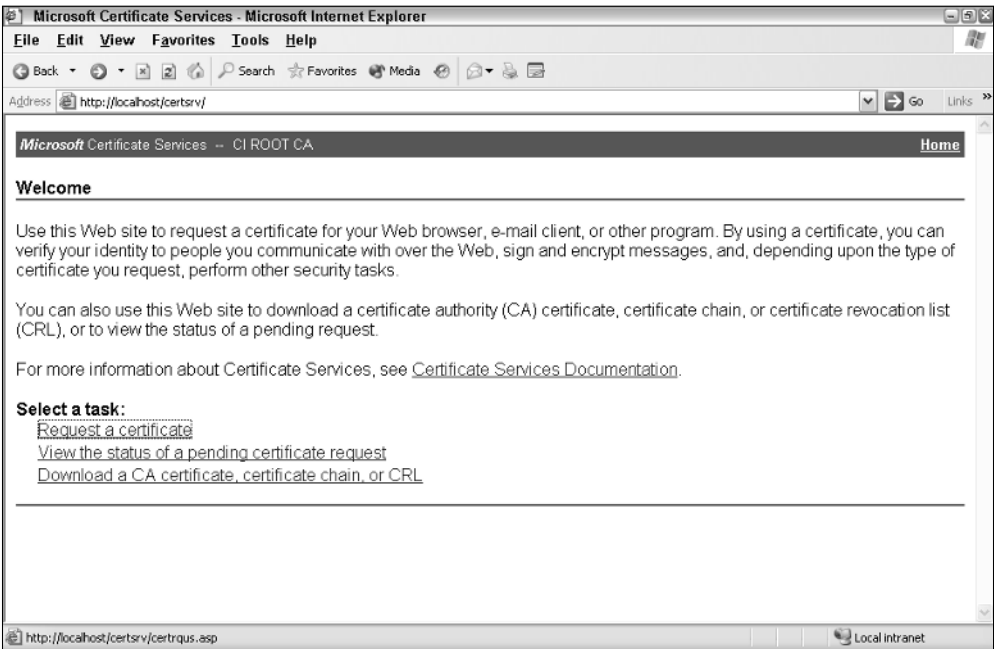 Microsoft Certificate Services - Microsoft Internet Explorer
File Edit View Favorites Tools Help
Back Search Favorites Media
Address http://localhost/certsrv/ Go Links »
Microsoft Certificate Services -- CI ROOT CA Home
Welcome
Use this Web site to request a certificate for your Web browser, e-mail client, or other program. By using a certificate, you can
verify your identity to people you communicate with over the Web, sign and encrypt messages, and, depending upon the type of
certificate you request, perform other security tasks.
You can also use this Web site to download a certificate authority (CA) certificate, certificate chain, or certificate revocation list
(CRL), or to view the status of a pending request.
For more information about Certificate Services, see Certificate Services Documentation.
Select a task:
Request a certificate
View the status of a pending certificate request
Download a CA certificate, certificate chain, or CRL
http://localhost/certsrv/certrqus.asp Local intranet